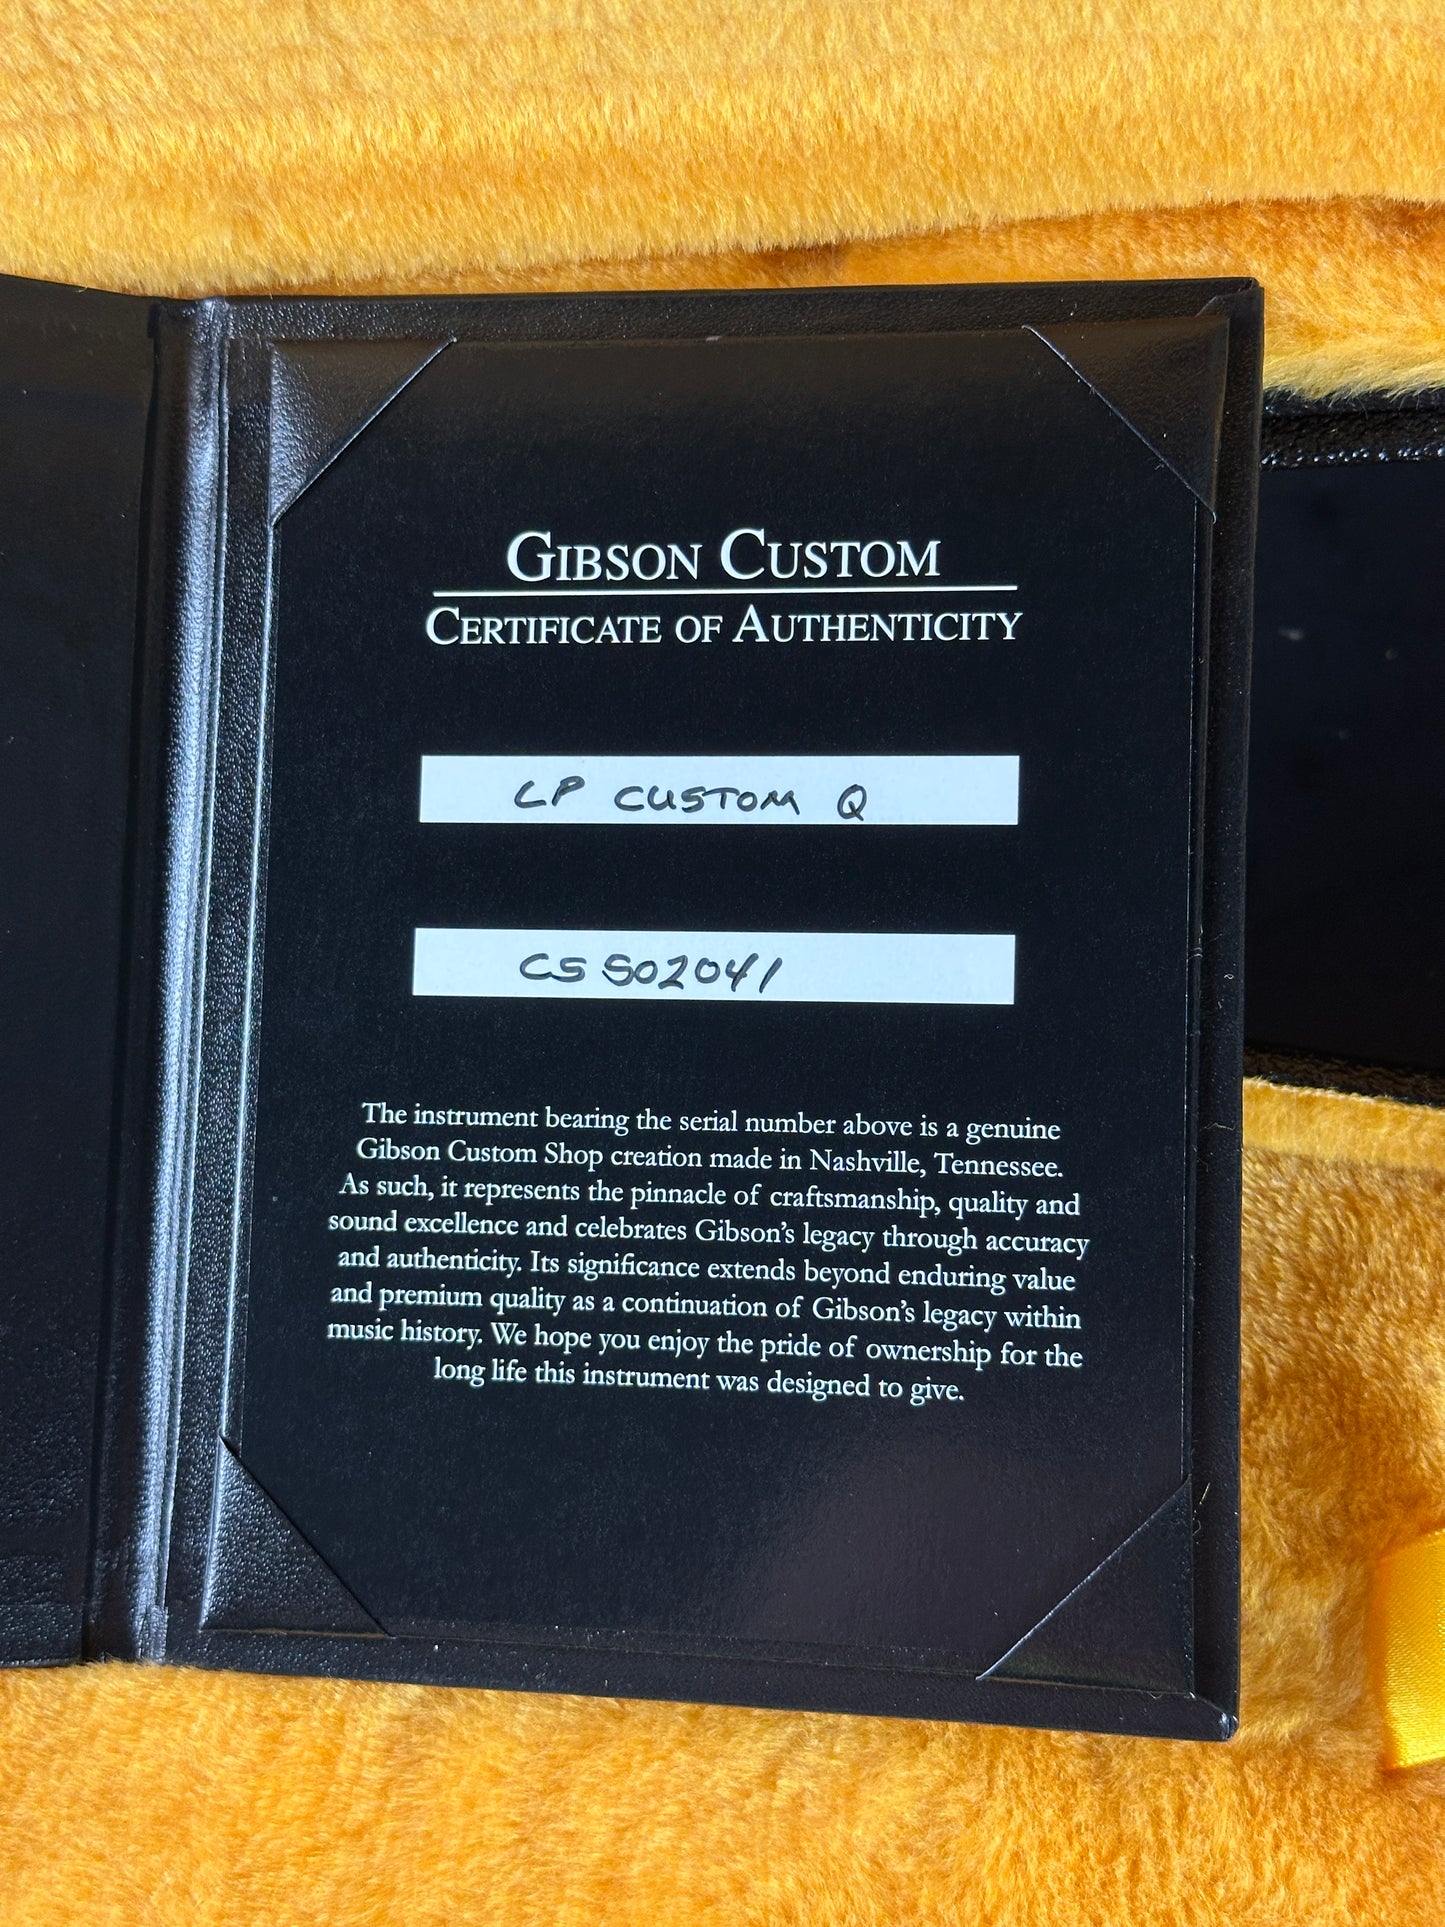 GIBSON CUSTOM
CERTIFICATE OF AUTHENTICITY
LP CUSTOM Q
CS 502041
The instrument bearing the serial number above is a genuine
Gibson Custom Shop creation made in Nashville, Tennessee.
As such, it represents the pinnacle of craftsmanship, quality and
sound excellence and celebrates Gibson's legacy through accuracy
and authenticity. Its significance extends beyond enduring value
and premium quality as a continuation of Gibson's legacy within
music history. We hope you enjoy the pride of ownership for the
long life this instrument was designed to give.